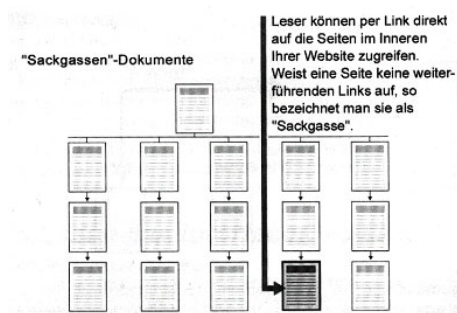 "Sackgassen"-Dokumente
Leser können per Link direkt
auf die Seiten im Inneren
Ihrer Website zugreifen.
Weist eine Seite keine weiter-
führenden Links auf, so
bezeichnet man sie als
"Sackgasse".